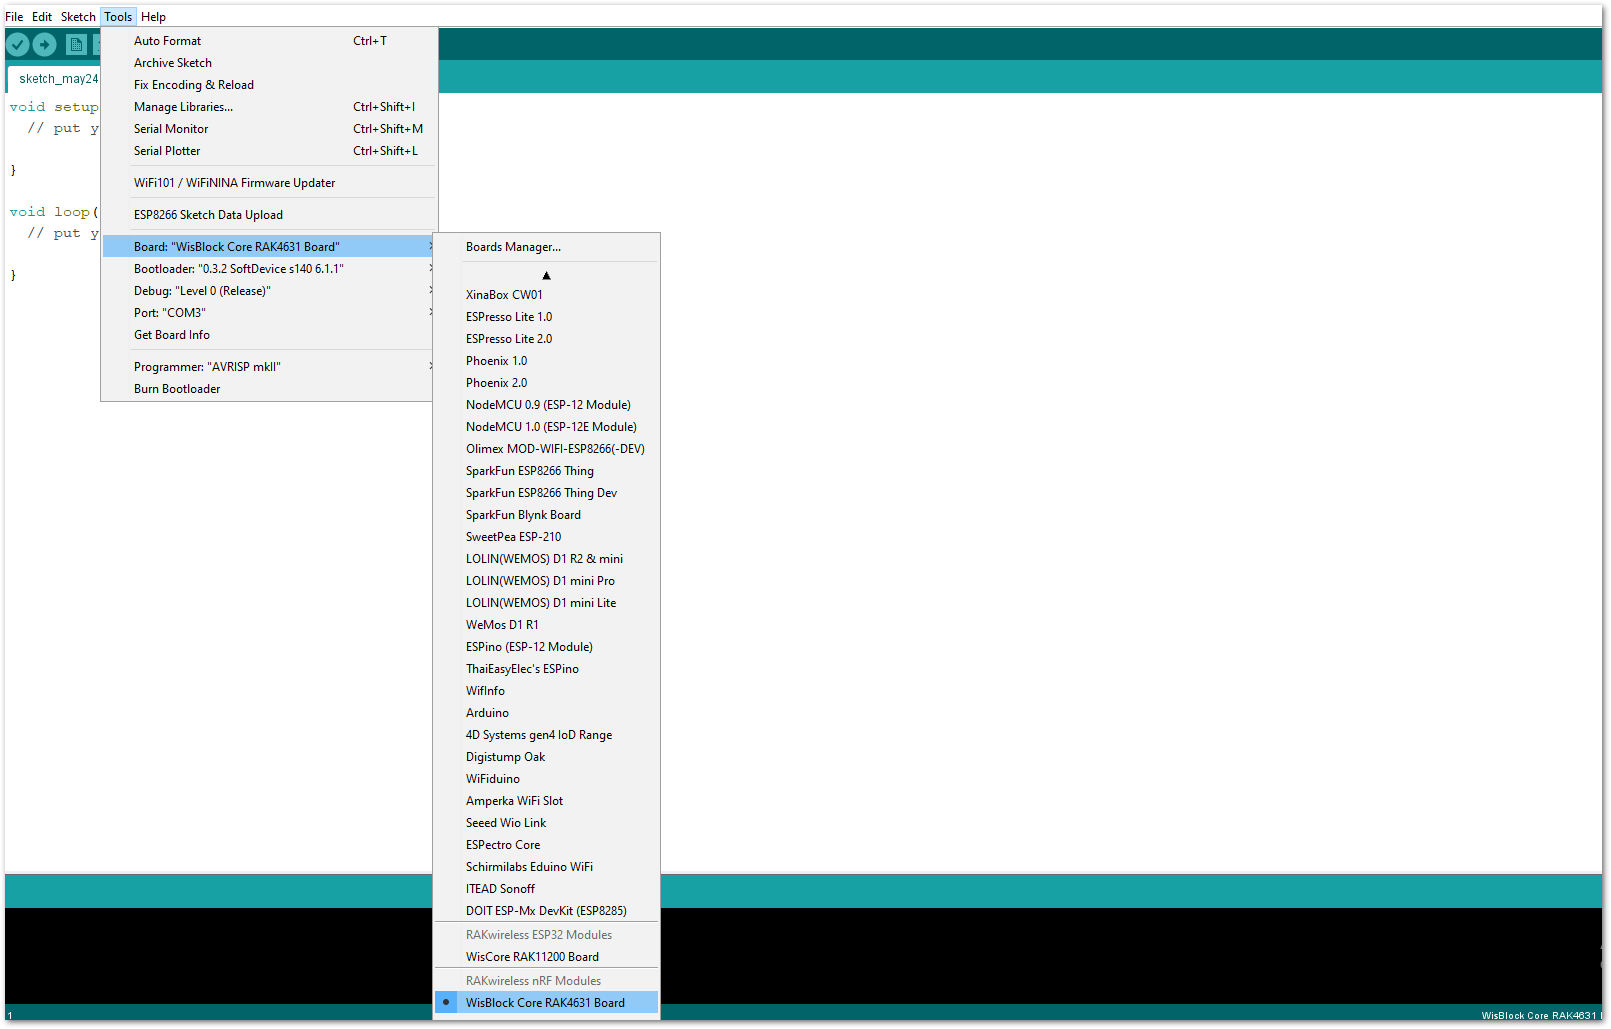 File Edit Sketch Tools Help
sketch_may24
void setup
// put y
}
void loop(
// put y
}
Auto Format Ctrl+T
Archive Sketch
Fix Encoding & Reload
Manage Libraries... Ctrl+Shift+I
Serial Monitor Ctrl+Shift+M
Serial Plotter Ctrl+Shift+L
WiFi101 / WiFiNINA Firmware Updater
ESP8266 Sketch Data Upload
Board: "WisBlock Core RAK4631 Board"
Bootloader: "0.3.2 SoftDevice s140 6.1.1"
Debug: "Level 0 (Release)"
Port: "COM3"
Get Board Info
Programmer: "AVRISP mkII"
Burn Bootloader
Boards Manager...
XinaBox CW01
ESPresso Lite 1.0
ESPresso Lite 2.0
Phoenix 1.0
Phoenix 2.0
NodeMCU 0.9 (ESP-12 Module)
NodeMCU 1.0 (ESP-12E Module)
Olimex MOD-WIFI-ESP8266(-DEV)
SparkFun ESP8266 Thing
SparkFun ESP8266 Thing Dev
SparkFun Blynk Board
SweetPea ESP-210
LOLIN(WEMOS) D1 R2 & mini
LOLIN(WEMOS) D1 mini Pro
LOLIN(WEMOS) D1 mini Lite
WeMos D1 R1
ESPino (ESP-12 Module)
ThaiEasyElec's ESPino
WifInfo
Arduino
4D Systems gen4 IoD Range
Digistump Oak
WiFiduino
Amperka WiFi Slot
Seeed Wio Link
ESPectro Core
Schirmilabs Eduino WiFi
ITEAD Sonoff
DOIT ESP-Mx DevKit (ESP8285)
RAKwireless ESP32 Modules
WisCore RAK11200 Board
RAKwireless nRF Modules
WisBlock Core RAK4631 Board
1
WisBlock Core RAK4631